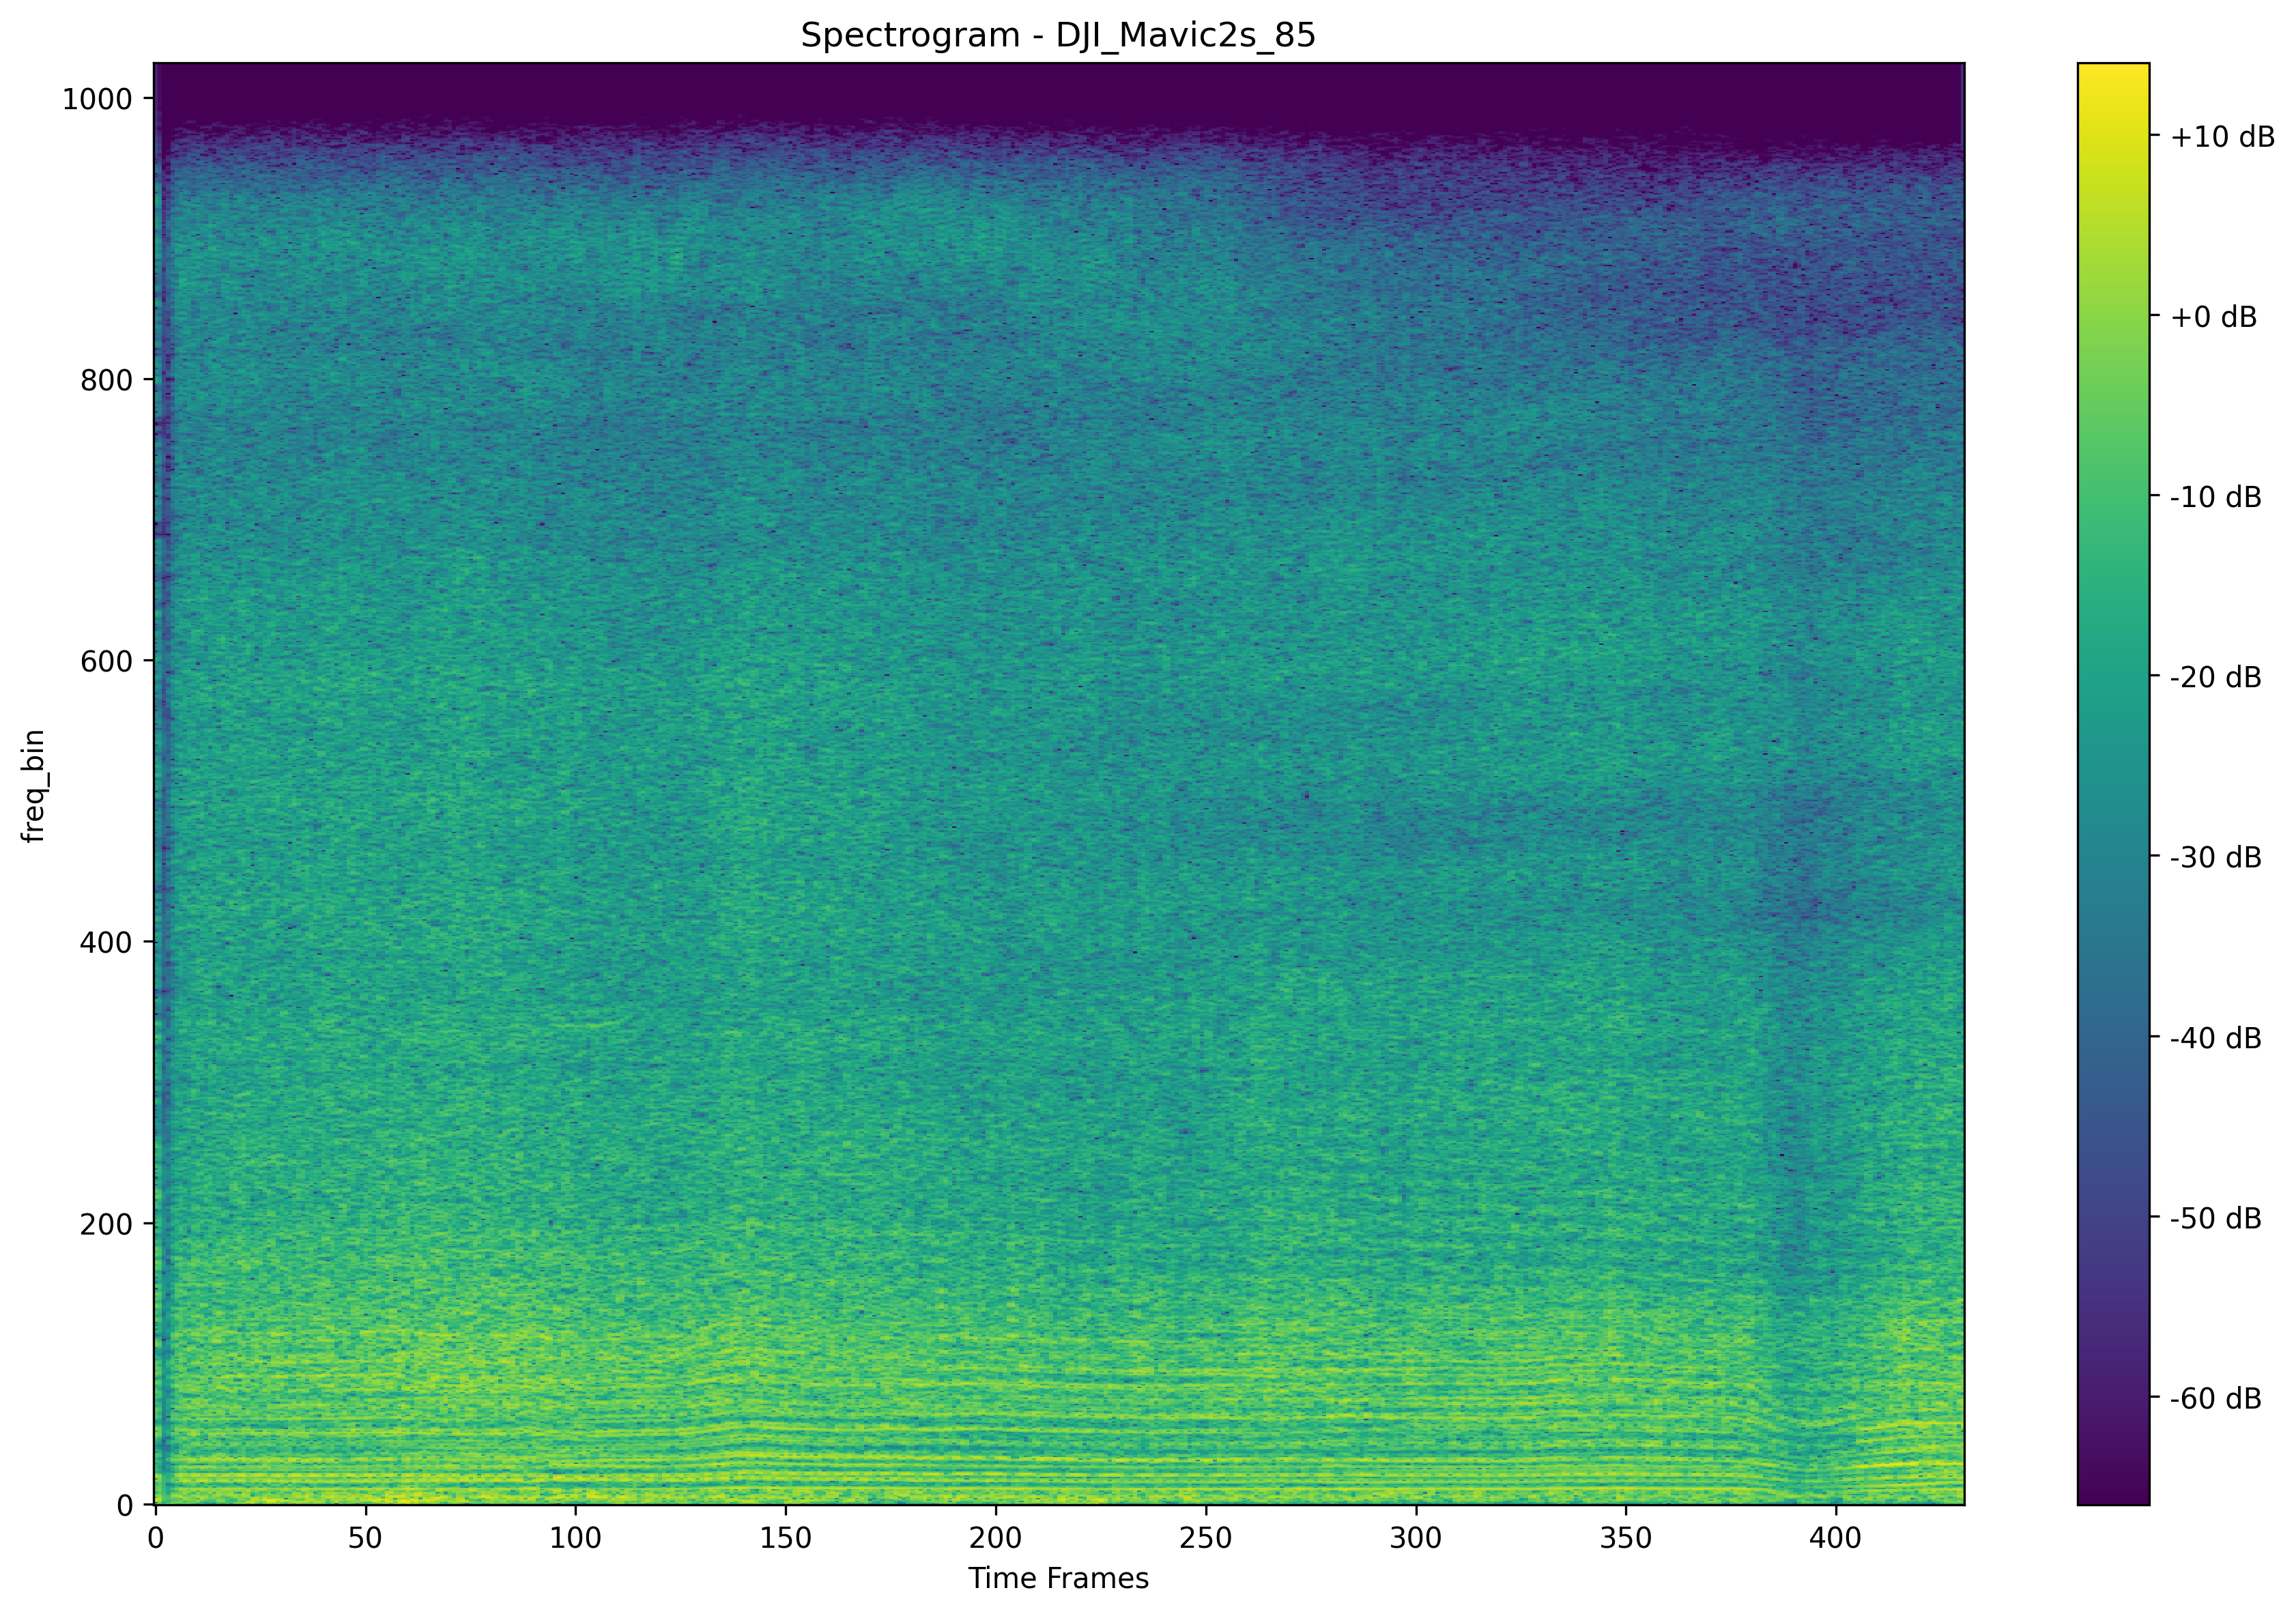 Spectrogram - DJI_Mavic2s_85
1000
800
600
400
200
0
freq_bin
0 50 100 150 200 250 300 350 400
Time Frames
+10 dB
+0 dB
-10 dB
-20 dB
-30 dB
-40 dB
-50 dB
-60 dB